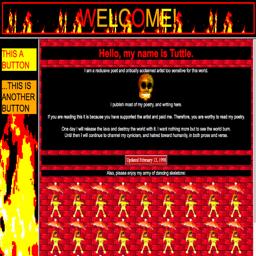 WELCOME!
THIS A
BUTTON
...THIS IS
ANOTHER
BUTTON
Hello, my name is Tuttle.
I am a reclusive poet and critically acclaimed artist too sensitive for this world.
I publish most of my poetry, and writing here.
If you are reading this it is because you have supported the artist and paid me. Therefore, you are worthy to read my poetry.
One day I will release the lava and destroy the world with it. I want nothing more but to see the world burn.
Until then I will continue to channel my cynicism, and hatred toward humanity, in both prose and verse.
Updated February 13, 1998
Also, please enjoy my army of dancing skeletons: